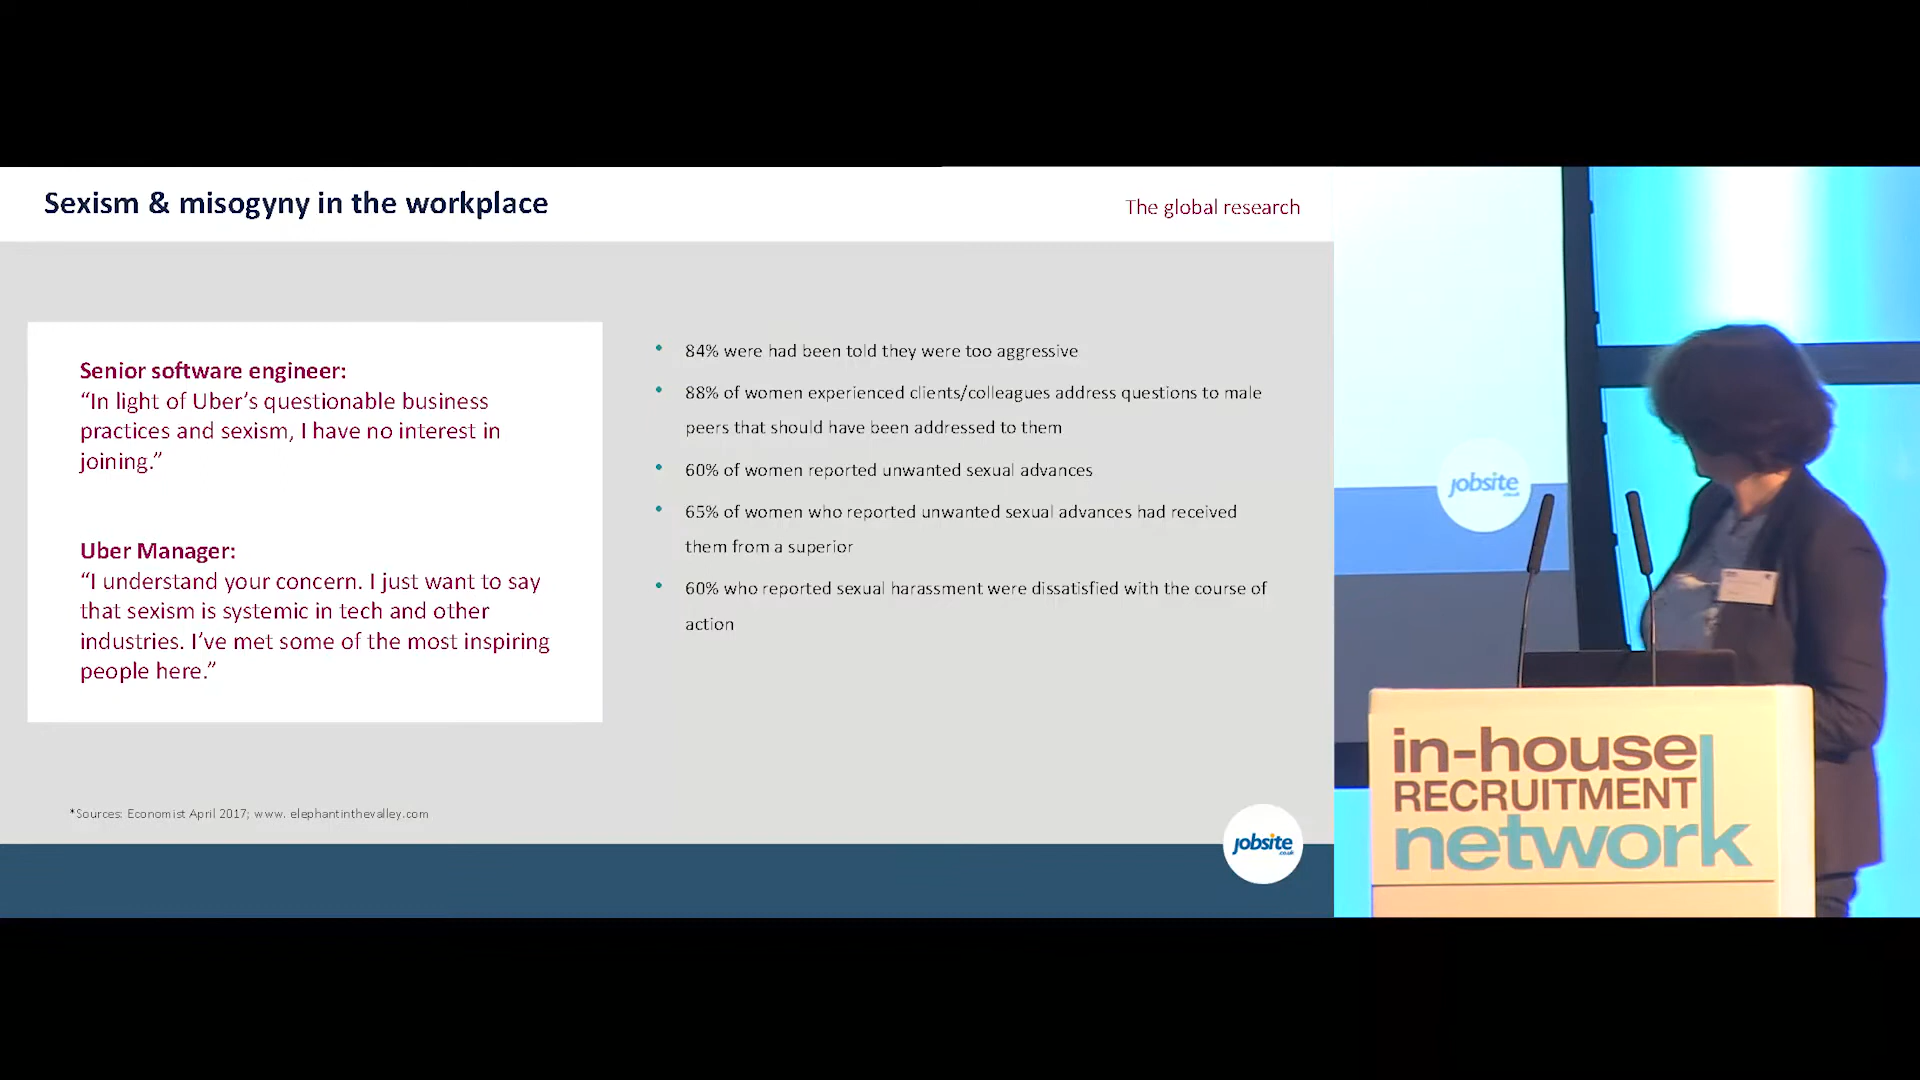 Sexism & misogyny in the workplace
The global research
Senior software engineer:
“In light of Uber’s questionable business
practices and sexism, I have no interest in
joining.”
Uber Manager:
“I understand your concern. I just want to say
that sexism is systemic in tech and other
industries. I’ve met some of the most inspiring
people here.”
• 84% were had been told they were too aggressive
• 88% of women experienced clients/colleagues address questions to male
peers that should have been addressed to them
• 60% of women reported unwanted sexual advances
• 65% of women who reported unwanted sexual advances had received
them from a superior
• 60% who reported sexual harassment were dissatisfied with the course of
action
*Sources: Economist April 2017; www. elephantinthevalley.com
jobsite
.co.uk
jobsite
in-house
RECRUITMENT
network